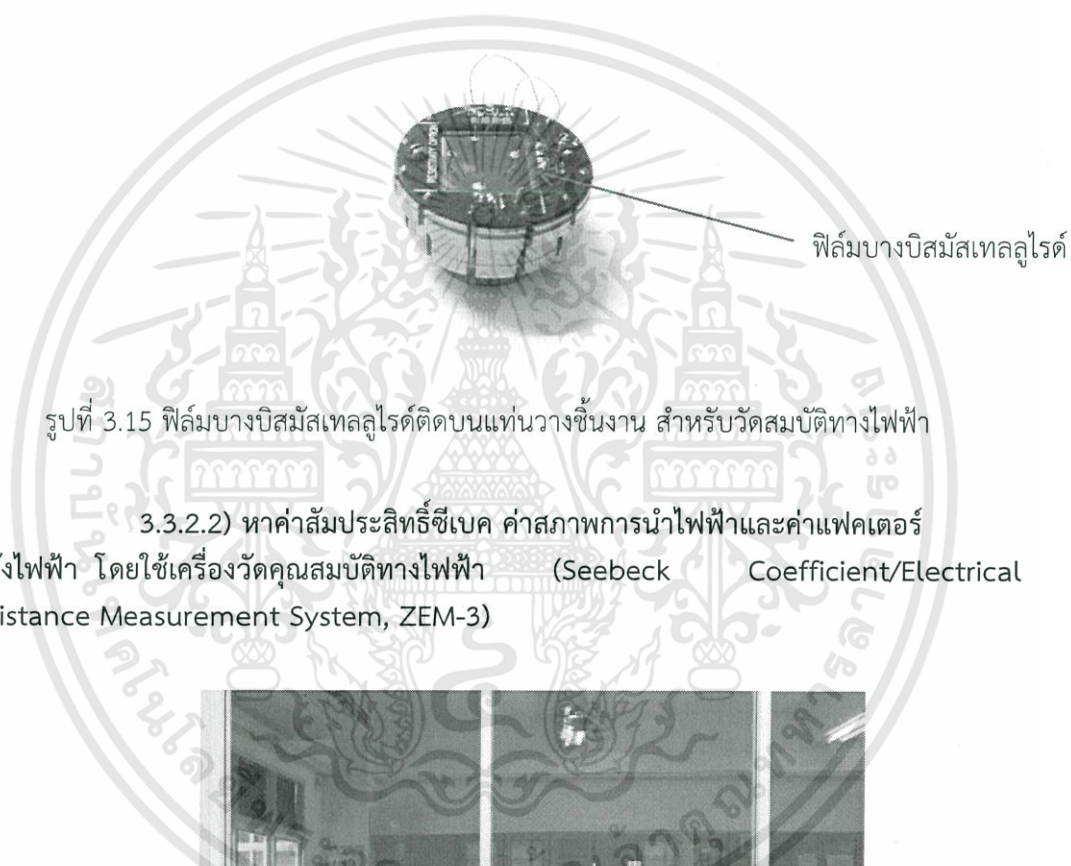 ฟิล์มบางบิสมัสเทลลูไรด์
รูปที่ 3.15 ฟิล์มบางบิสมัสเทลลูไรด์ติดบนแท่นวางชิ้นงาน สำหรับวัดสมบัติทางไฟฟ้า
3.3.2.2) หาค่าสัมประสิทธิ์ซีเบค ค่าสภาพการนำไฟฟ้าและค่าแฟคเตอร์
ังไฟฟ้า โดยใช้เครื่องวัดคุณสมบัติทางไฟฟ้า (Seebeck Coefficient/Electrical
istance Measurement System, ZEM-3)